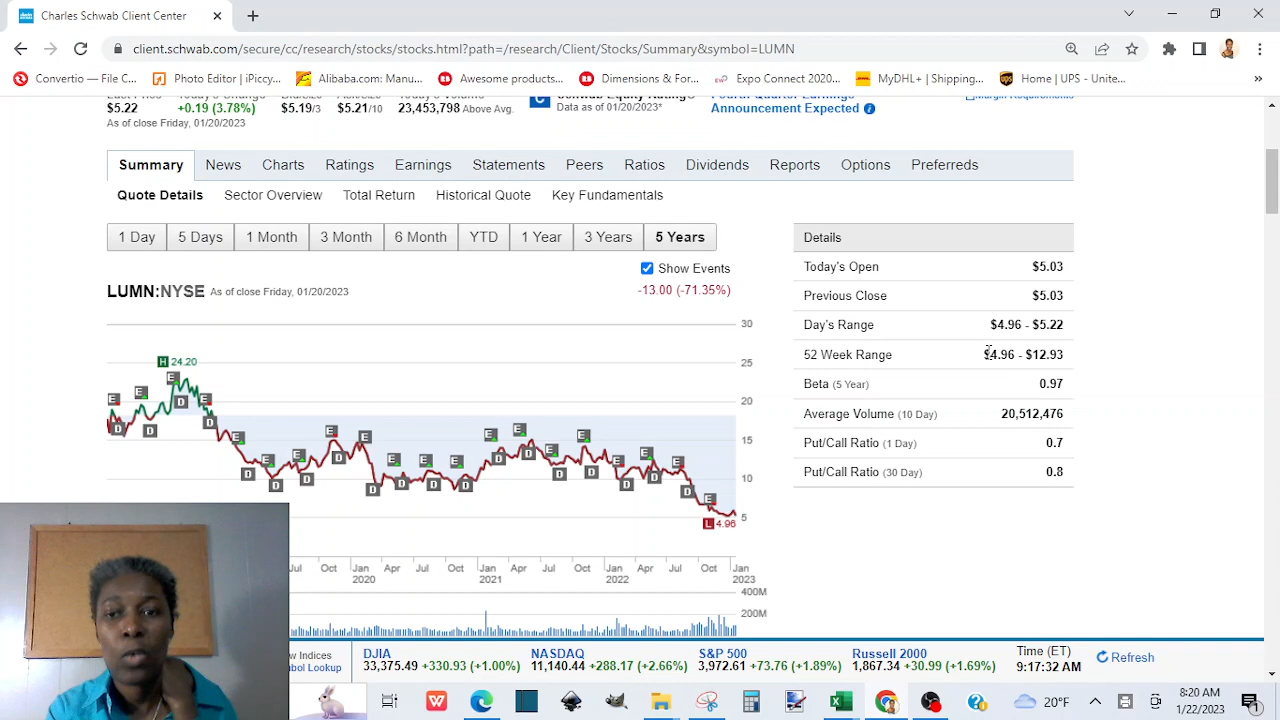 Charles Schwab Client Center
client.schwab.com/secure/cc/research/stocks/stocks.html?path=/research/Client/Stocks/Summary&symbol=LUMN
Convertio — File C... Photo Editor | iPiccy... Alibaba.com: Manu... Awesome products... Dimensions & For... Expo Connect 2020... MyDHL+ | Shipping... Home | UPS - Unite... »
$5.22 +0.19 (3.78%) $5.19/3 $5.21/10 23,453,798 Above Avg. C Data as of 01/20/2023* Announcement Expected
As of close Friday, 01/20/2023
Summary News Charts Ratings Earnings Statements Peers Ratios Dividends Reports Options Preferreds
Quote Details Sector Overview Total Return Historical Quote Key Fundamentals
1 Day 5 Days 1 Month 3 Month 6 Month YTD 1 Year 3 Years 5 Years
Show Events
LUMN:NYSE As of close Friday, 01/20/2023 -13.00 (-71.35%)
30
H 24.20
25
20
15
10
5
L 4.96
Jul Oct Jan Apr Jul Oct Jan Apr Jul Oct Jan Apr Jul Oct Jan
2020 2021 2022 2023
400M
200M
Details
Today's Open $5.03
Previous Close $5.03
Day's Range $4.96 - $5.22
52 Week Range $4.96 - $12.93
Beta (5 Year) 0.97
Average Volume (10 Day) 20,512,476
Put/Call Ratio (1 Day) 0.7
Put/Call Ratio (30 Day) 0.8
Indices DJIA NASDAQ S&P 500 Russell 2000 Time (ET)
Lookup 33,375.49 +330.93 (+1.00%) 11,140.44 +288.17 (+2.66%) 3,972.61 +73.76 (+1.89%) 1,867.34 +30.99 (+1.69%) 9:17:32 AM Refresh
20°F
8:20 AM
1/22/2023